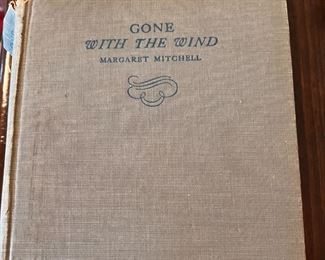 GONE
WITH THE WIND
MARGARET MITCHELL